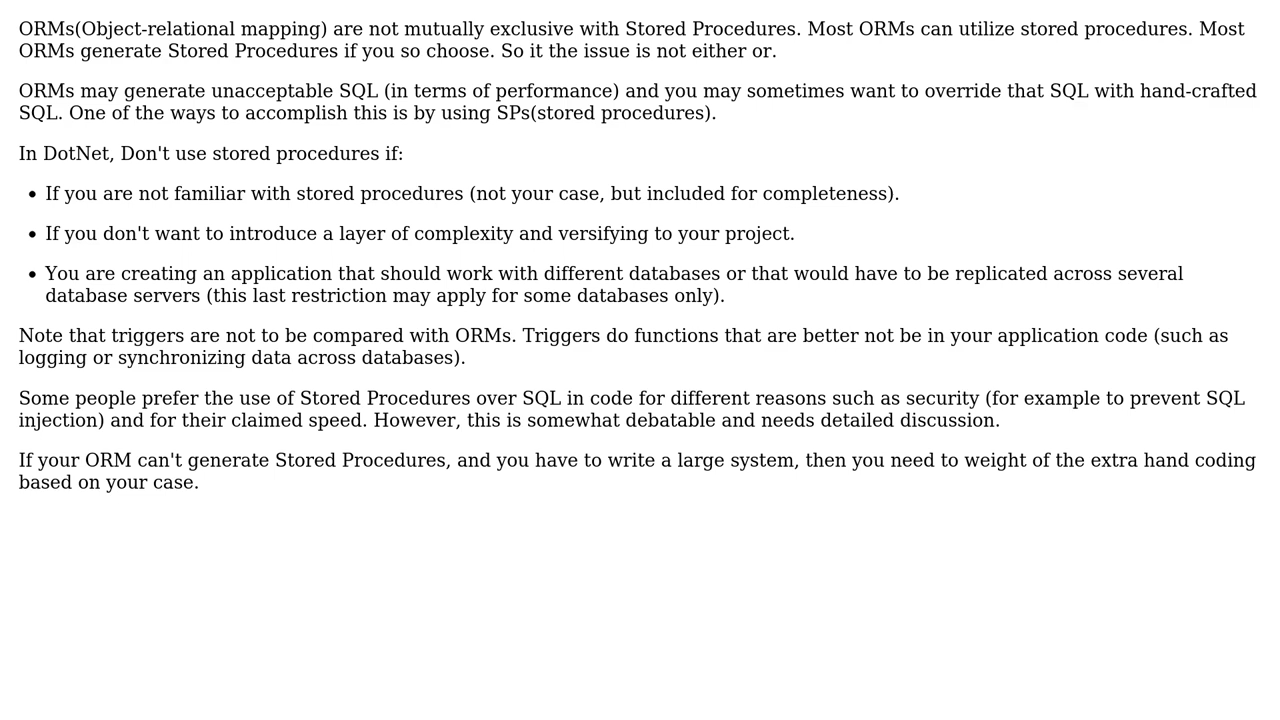 ORMs(Object-relational mapping) are not mutually exclusive with Stored Procedures. Most ORMs can utilize stored procedures. Most
ORMs generate Stored Procedures if you so choose. So it the issue is not either or.
ORMs may generate unacceptable SQL (in terms of performance) and you may sometimes want to override that SQL with hand-crafted
SQL. One of the ways to accomplish this is by using SPs(stored procedures).
In DotNet, Don't use stored procedures if:
• If you are not familiar with stored procedures (not your case, but included for completeness).
• If you don't want to introduce a layer of complexity and versifying to your project.
• You are creating an application that should work with different databases or that would have to be replicated across several
database servers (this last restriction may apply for some databases only).
Note that triggers are not to be compared with ORMs. Triggers do functions that are better not be in your application code (such as
logging or synchronizing data across databases).
Some people prefer the use of Stored Procedures over SQL in code for different reasons such as security (for example to prevent SQL
injection) and for their claimed speed. However, this is somewhat debatable and needs detailed discussion.
If your ORM can't generate Stored Procedures, and you have to write a large system, then you need to weight of the extra hand coding
based on your case.